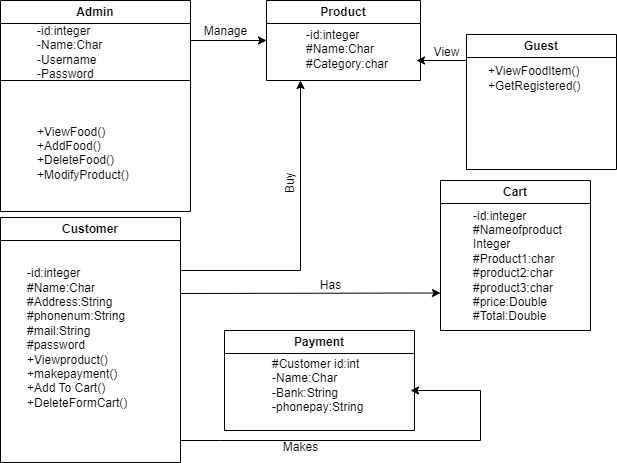 Admin
-id:integer
-Name:Char
-Username
-Password
+ViewFood()
+AddFood()
+DeleteFood()
+ModifyProduct()
Manage
Product
-id:integer
#Name:Char
#Category:char
View
Guest
+ViewFoodItem()
+GetRegistered()
Buy
Customer
-id:integer
#Name:Char
#Address:String
#phonenum:String
#mail:String
#password
+Viewproduct()
+makepayment()
+Add To Cart()
+DeleteFormCart()
Has
Cart
-id:integer
#Nameofproduct
Integer
#Product1:char
#product2:char
#product3:char
#price:Double
#Total:Double
Payment
#Customer id:int
-Name:Char
-Bank:String
-phonepay:String
Makes